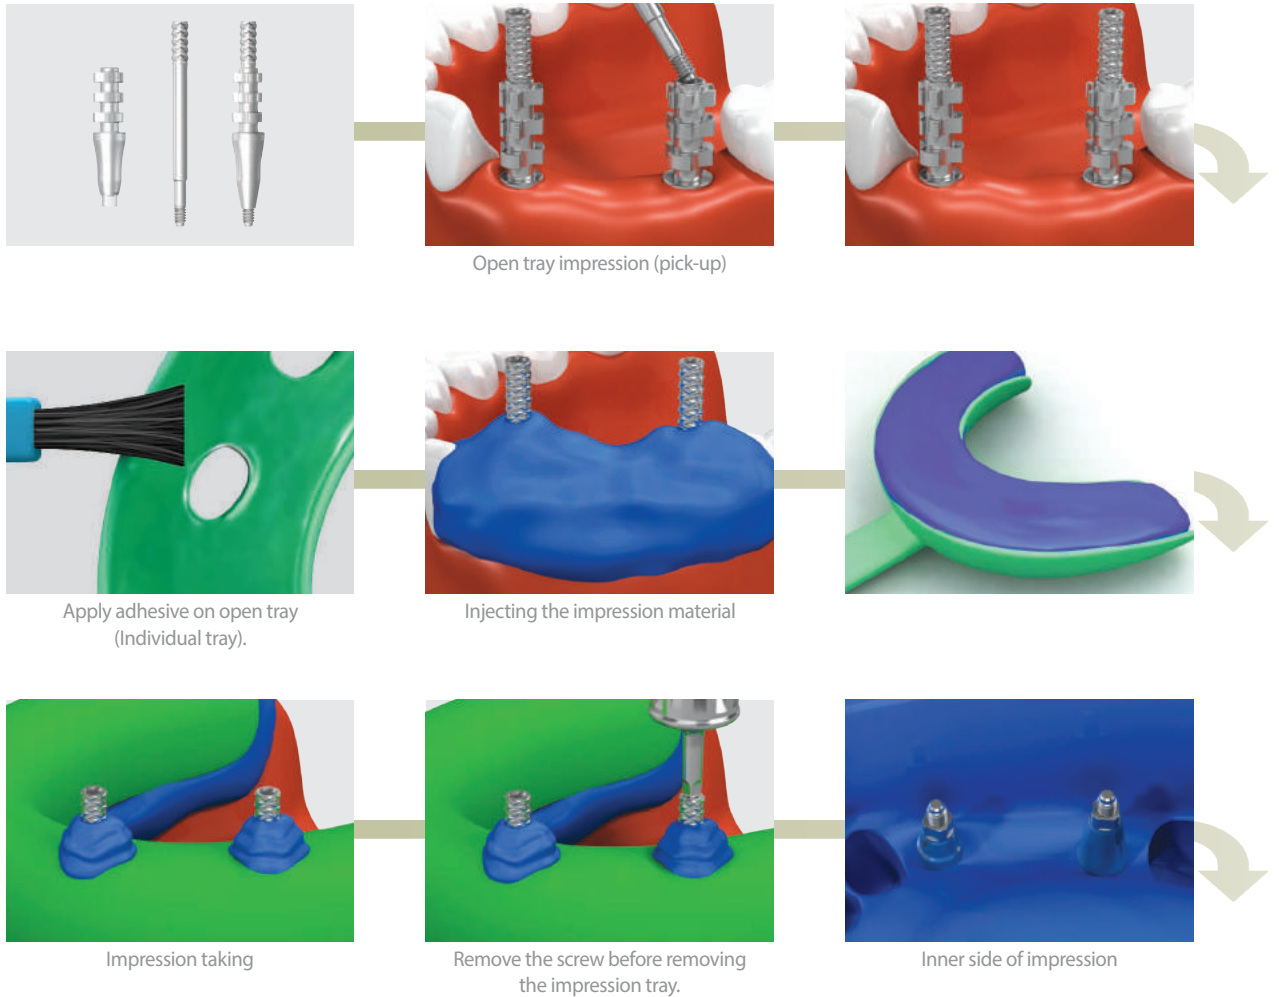 Open tray impression (pick-up)
Apply adhesive on open tray
(Individual tray).
Injecting the impression material
Impression taking
Remove the screw before removing
the impression tray.
Inner side of impression